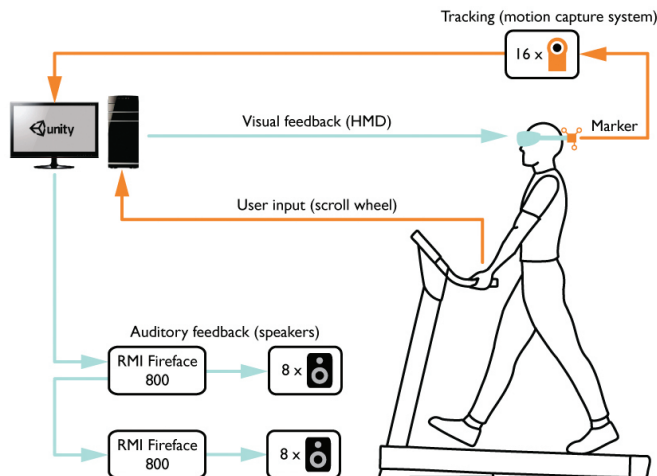 Tracking (motion capture system)
16 x
unity
Visual feedback (HMD)
Marker
User input (scroll wheel)
Auditory feedback (speakers)
RMI Fireface
800
8 x
RMI Fireface
800
8 x